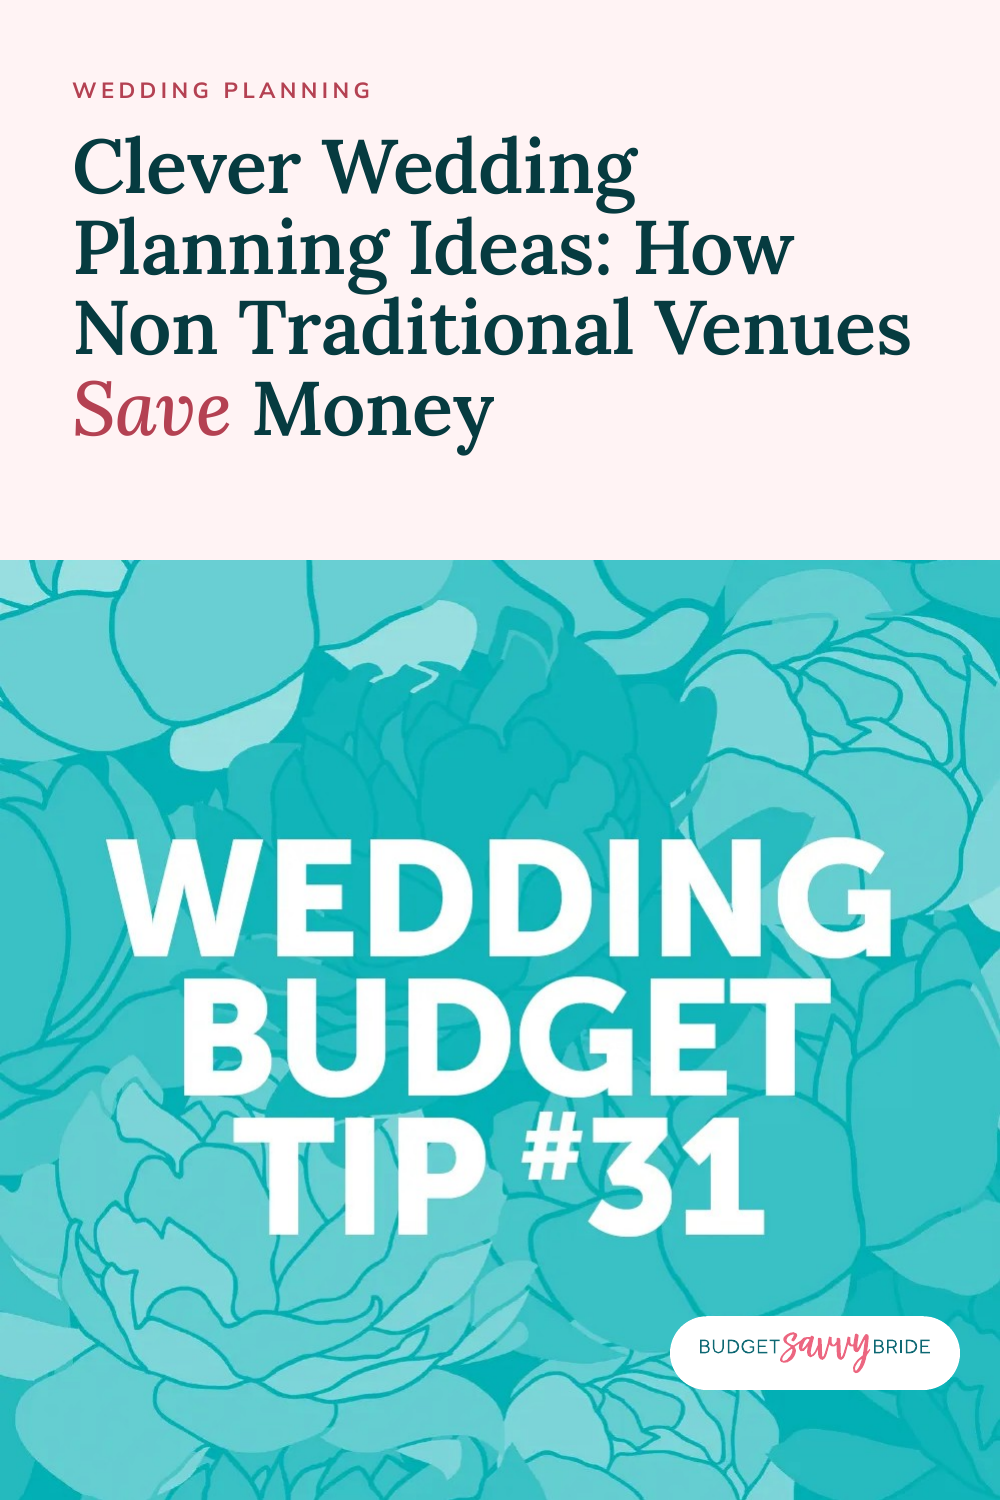 WEDDING PLANNING
Clever Wedding
Planning Ideas: How
Non Traditional Venues
Save Money
WEDDING
BUDGET
TIP #31
BUDGET savvy BRIDE